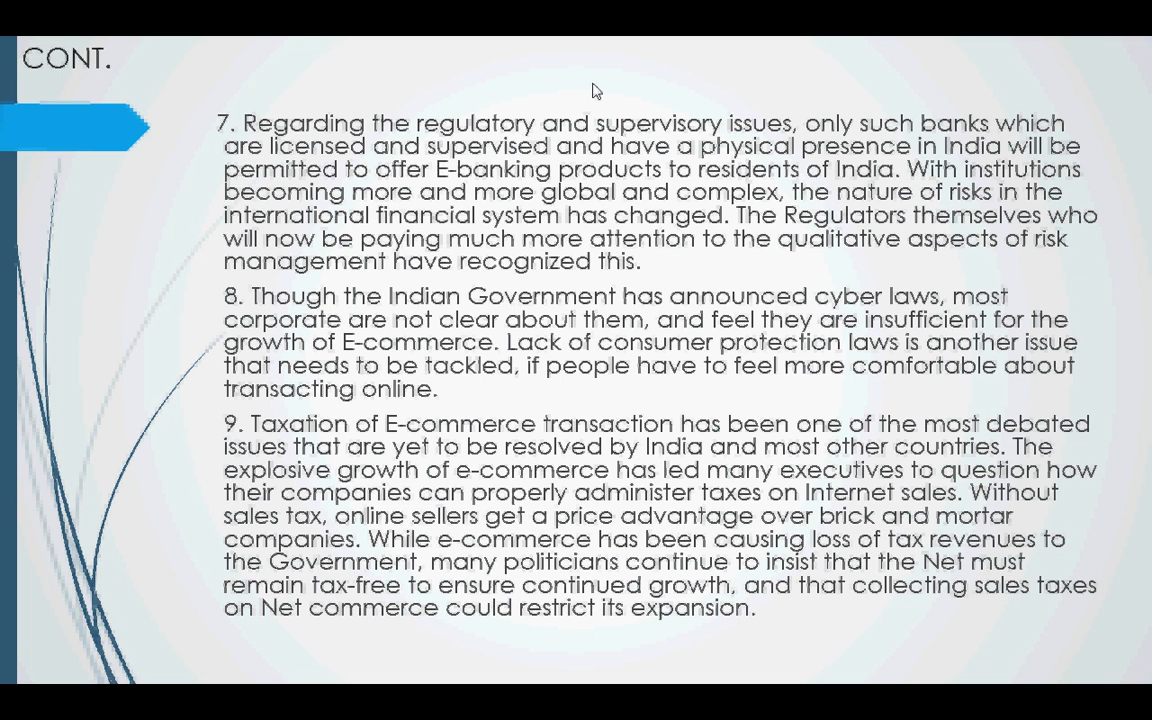 CONT.
7. Regarding the regulatory and supervisory issues, only such banks which
are licensed and supervised and have a physical presence in India will be
permitted to offer E-banking products to residents of India. With institutions
becoming more and more global and complex, the nature of risks in the
international financial system has changed. The Regulators themselves who
will now be paying much more attention to the qualitative aspects of risk
management have recognized this.
8. Though the Indian Government has announced cyber laws, most
corporate are not clear about them, and feel they are insufficient for the
growth of E-commerce. Lack of consumer protection laws is another issue
that needs to be tackled, if people have to feel more comfortable about
transacting online.
9. Taxation of E-commerce transaction has been one of the most debated
issues that are yet to be resolved by India and most other countries. The
explosive growth of e-commerce has led many executives to question how
their companies can properly administer taxes on Internet sales. Without
sales tax, online sellers get a price advantage over brick and mortar
companies. While e-commerce has been causing loss of tax revenues to
the Government, many politicians continue to insist that the Net must
remain tax-free to ensure continued growth, and that collecting sales taxes
on Net commerce could restrict its expansion.